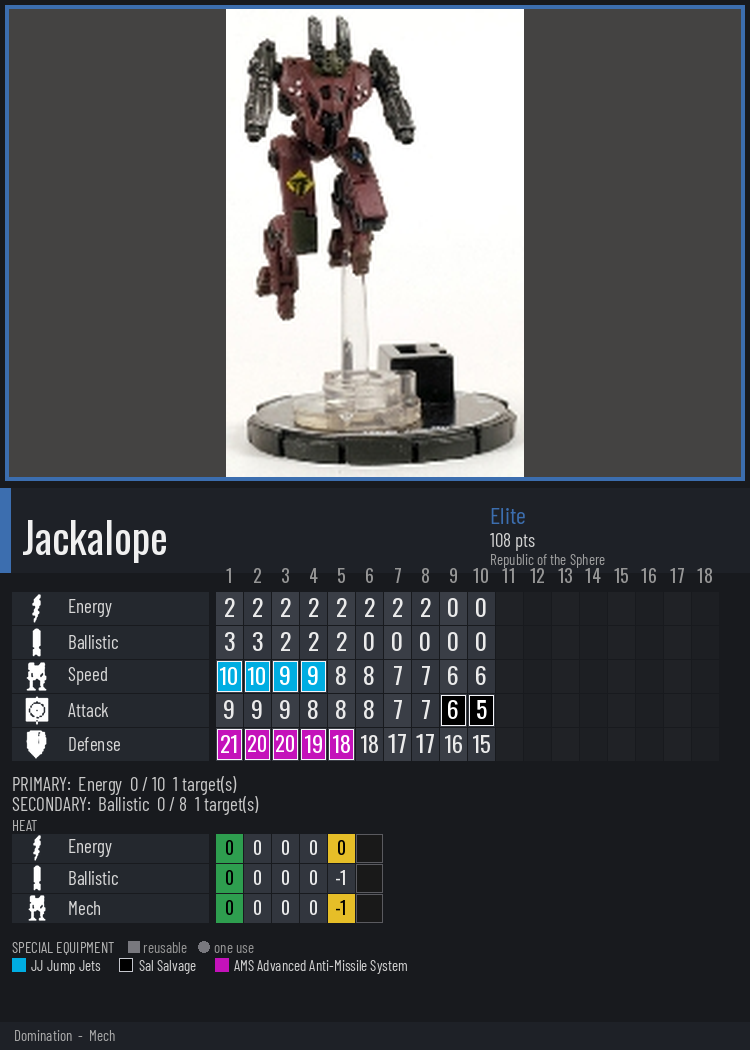 Jackalope
Elite
108 pts
Republic of the Sphere
1 2 3 4 5 6 7 8 9 10 11 12 13 14 15 16 17 18
Energy 2 2 2 2 2 2 2 2 0 0
Ballistic 3 3 2 2 2 0 0 0 0 0
Speed 10 10 9 9 8 8 7 7 6 6
Attack 9 9 9 8 8 8 7 7 6 5
Defense 21 20 20 19 18 18 17 17 16 15
PRIMARY: Energy 0 / 10 1 target(s)
SECONDARY: Ballistic 0 / 8 1 target(s)
HEAT
Energy 0 0 0 0 0
Ballistic 0 0 0 0 -1
Mech 0 0 0 0 -1
SPECIAL EQUIPMENT reusable one use
JJ Jump Jets Sal Salvage AMS Advanced Anti-Missile System
Domination - Mech